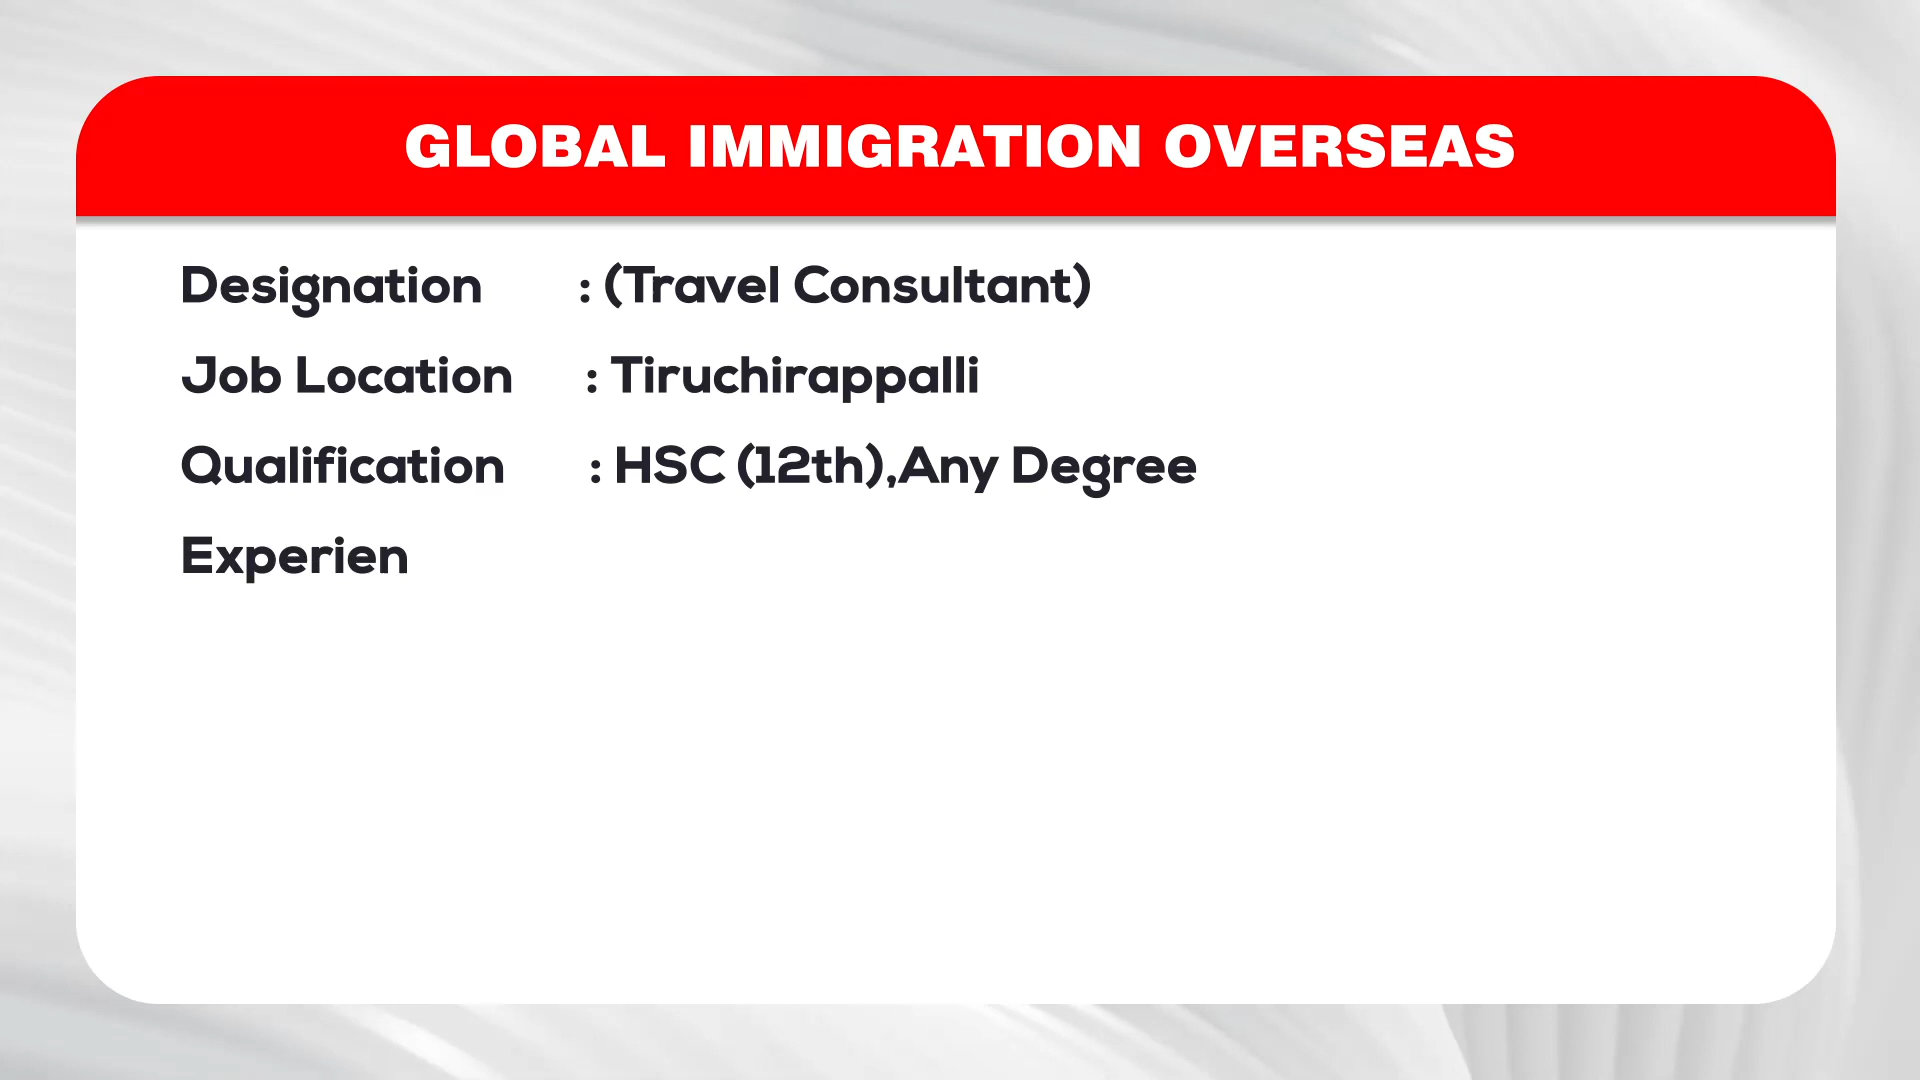 GLOBAL IMMIGRATION OVERSEAS
Designation : (Travel Consultant)
Job Location : Tiruchirappalli
Qualification : HSC (12th),Any Degree
Experien